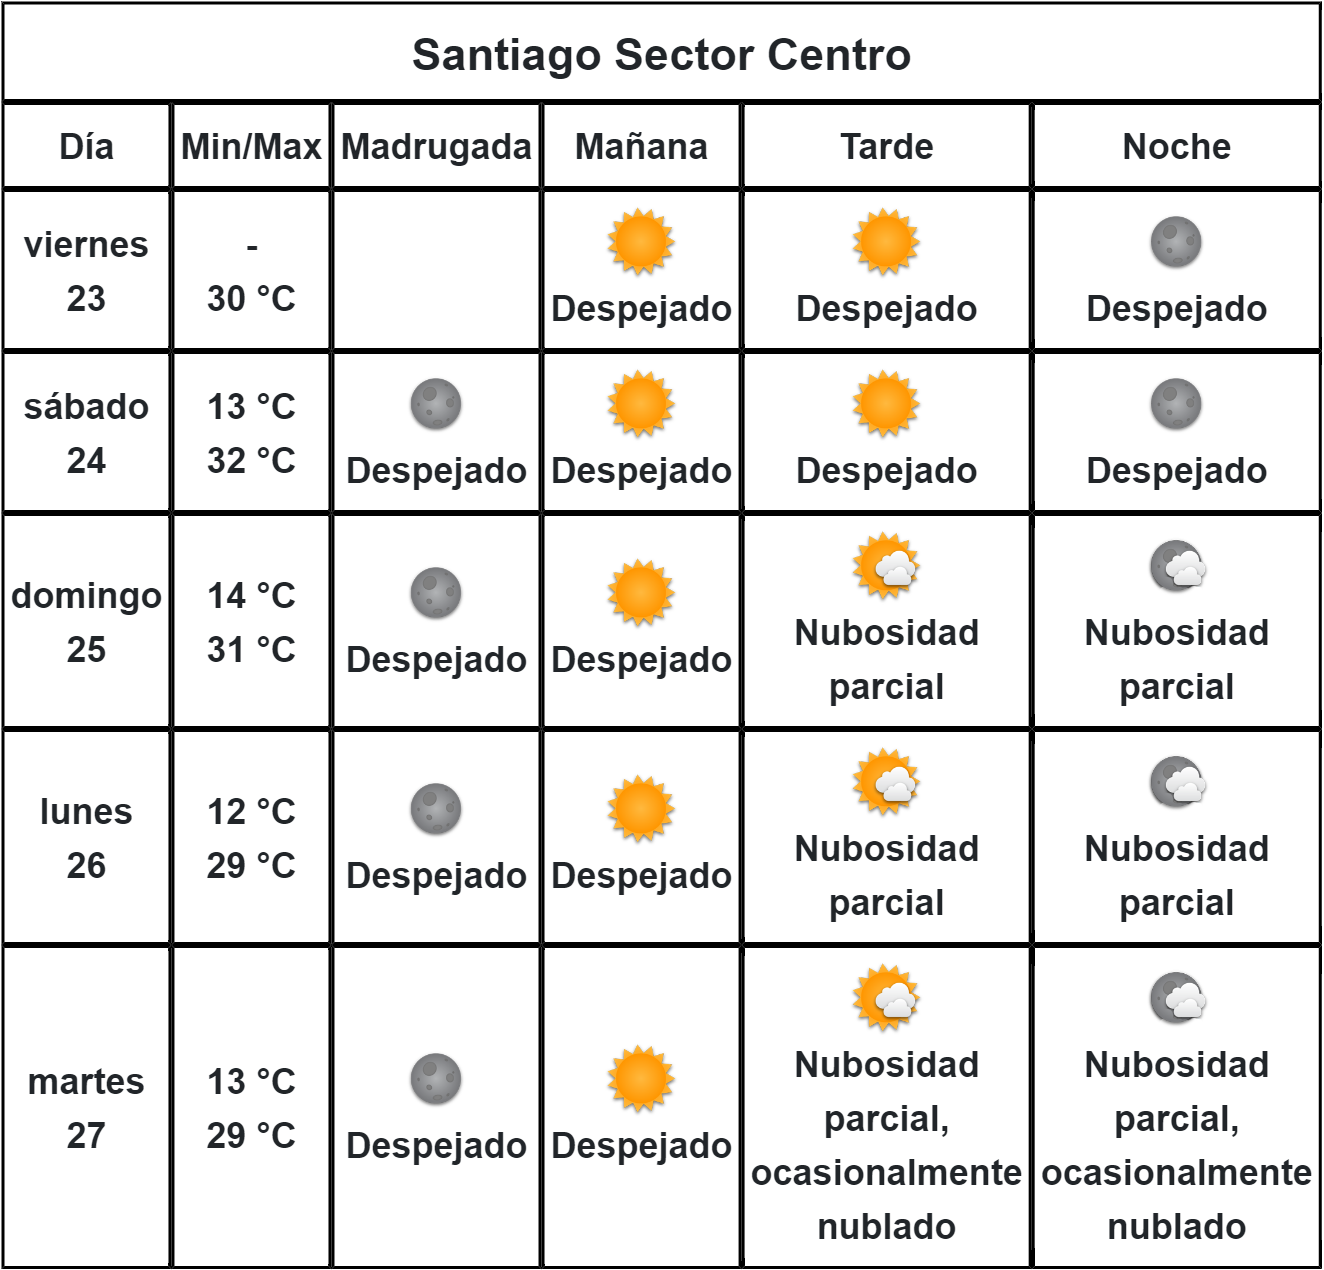 Santiago Sector Centro
Día Min/Max Madrugada Mañana Tarde Noche
viernes
23
-
30 °C
Despejado
Despejado
Despejado
sábado
24
13 °C
32 °C
Despejado
Despejado
Despejado
Despejado
domingo
25
14 °C
31 °C
Despejado
Despejado
Nubosidad
parcial
Nubosidad
parcial
lunes
26
12 °C
29 °C
Despejado
Despejado
Nubosidad
parcial
Nubosidad
parcial
martes
27
13 °C
29 °C
Despejado
Despejado
Nubosidad
parcial,
ocasionalmente
nublado
Nubosidad
parcial,
ocasionalmente
nublado